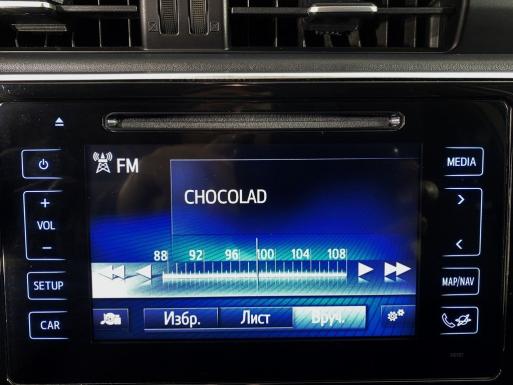 FM
MEDIA
VOL
CHOCOLAD
88 92 96 100 104 108
SETUP
MAP/NAV
CAR
Избр. Лист Вруч.